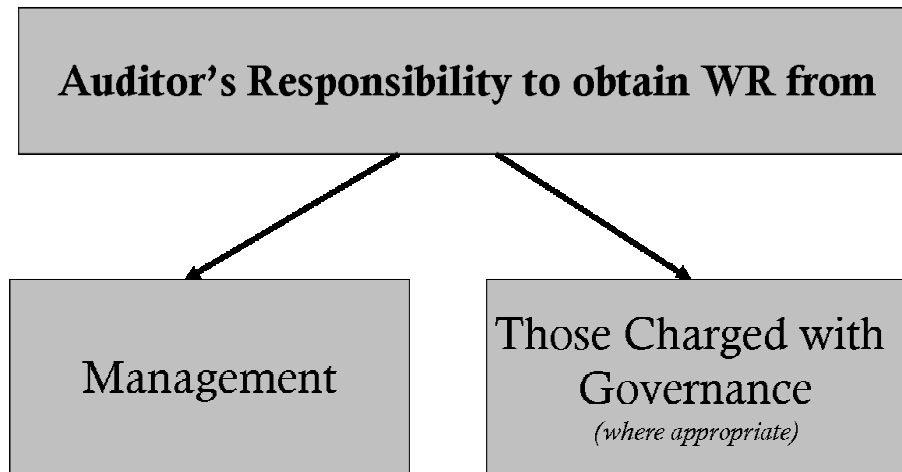 Auditor’s Responsibility to obtain WR from
Management
Those Charged with
Governance
(where appropriate)